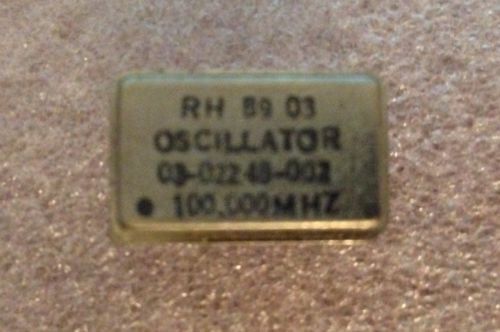 RH 89 03
OSCILLATOR
03-02248-002
100.000MHZ